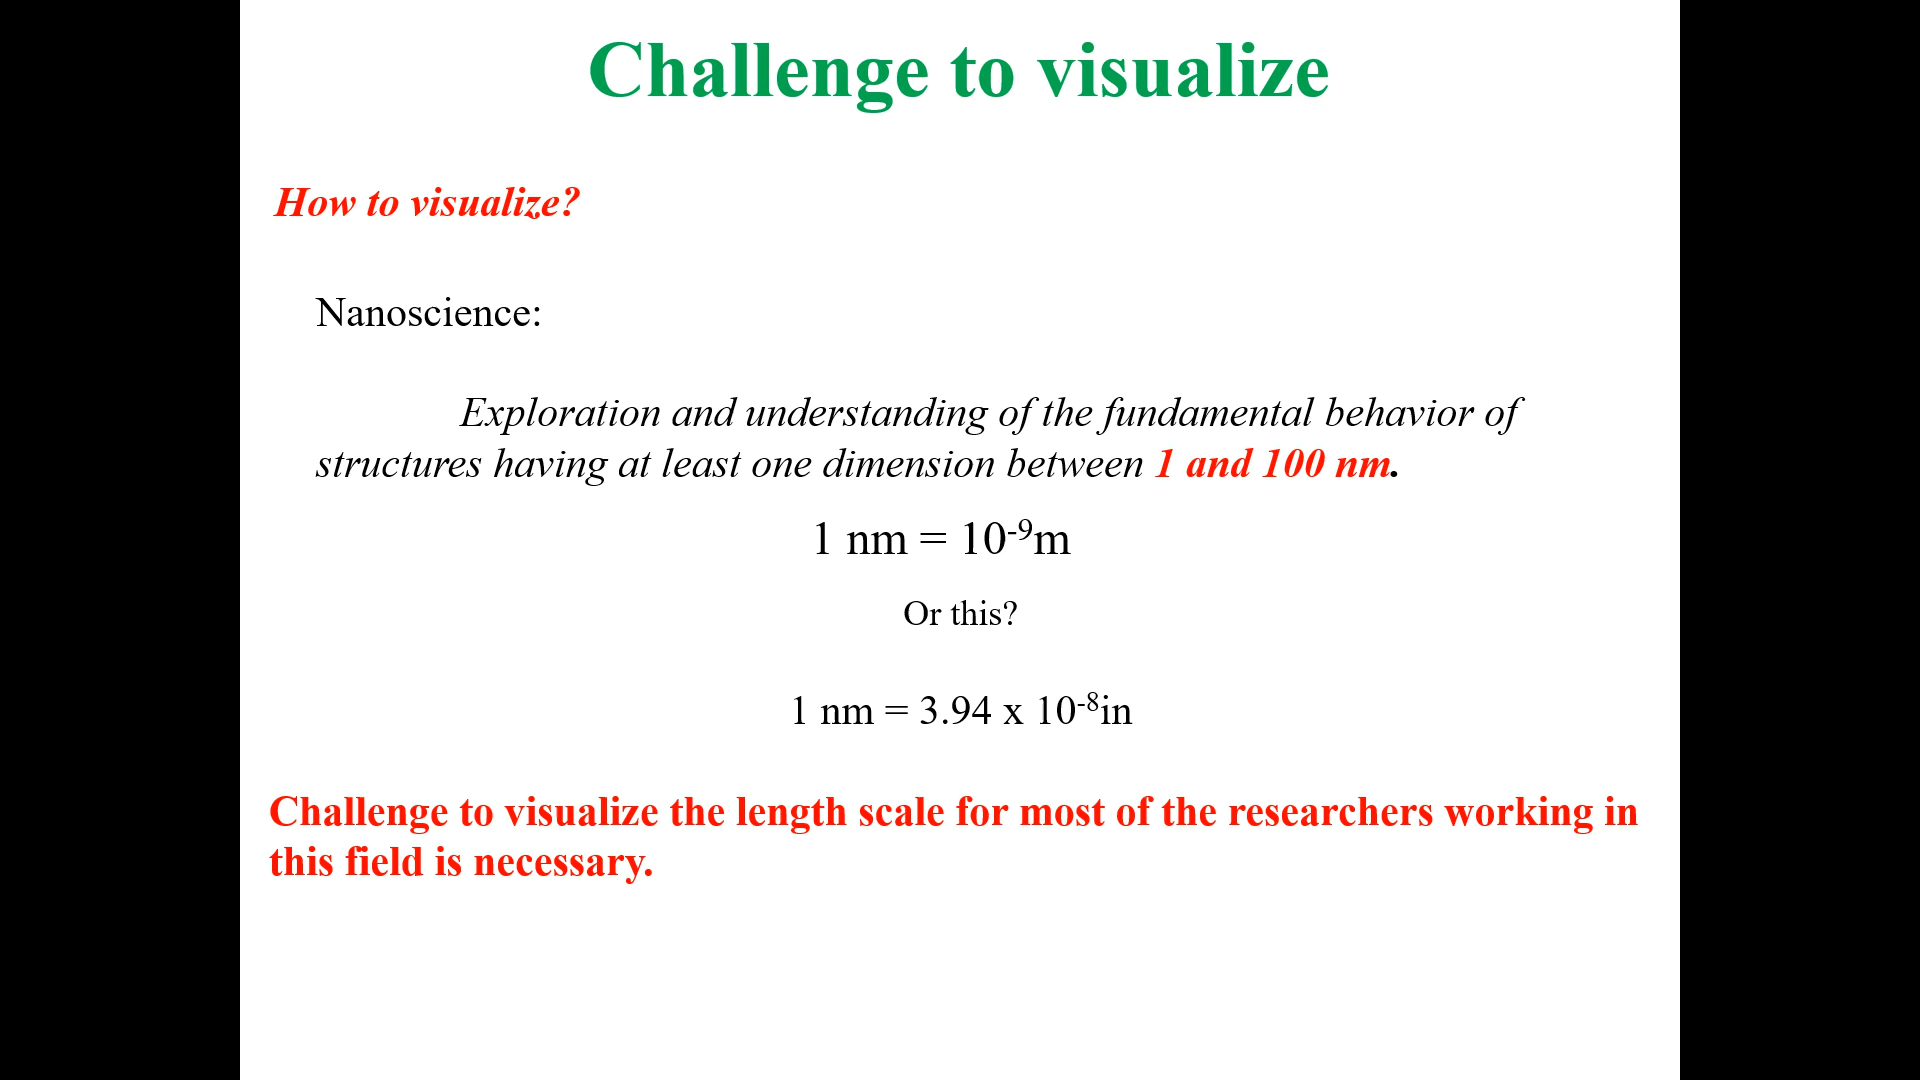 Challenge to visualize
How to visualize?
Nanoscience:
Exploration and understanding of the fundamental behavior of
structures having at least one dimension between 1 and 100 nm.
1 nm = 10⁻⁹m
Or this?
1 nm = 3.94 x 10⁻⁸in
Challenge to visualize the length scale for most of the researchers working in
this field is necessary.